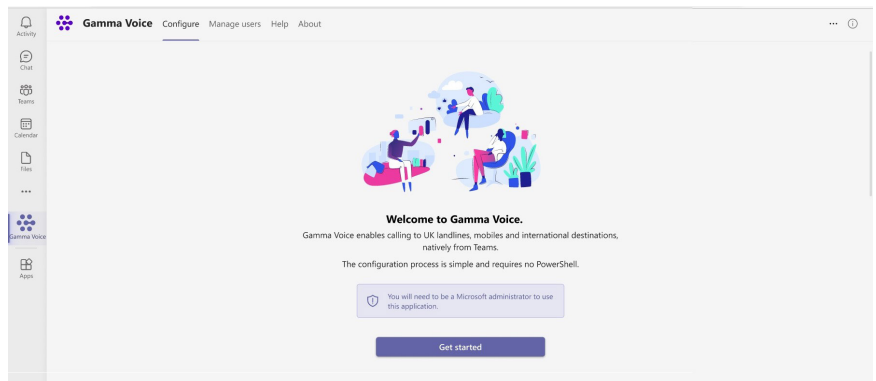 Activity
Chat
Teams
Calendar
Files
Gamma Voice
Apps
Gamma Voice Configure Manage users Help About
Welcome to Gamma Voice.
Gamma Voice enables calling to UK landlines, mobiles and international destinations,
natively from Teams.
The configuration process is simple and requires no PowerShell.
You will need to be a Microsoft administrator to use
this application.
Get started